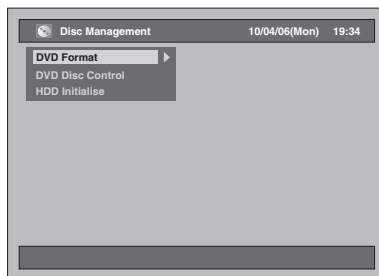 Disc Management 10/04/06(Mon) 19:34
DVD Format
DVD Disc Control
HDD Initialise